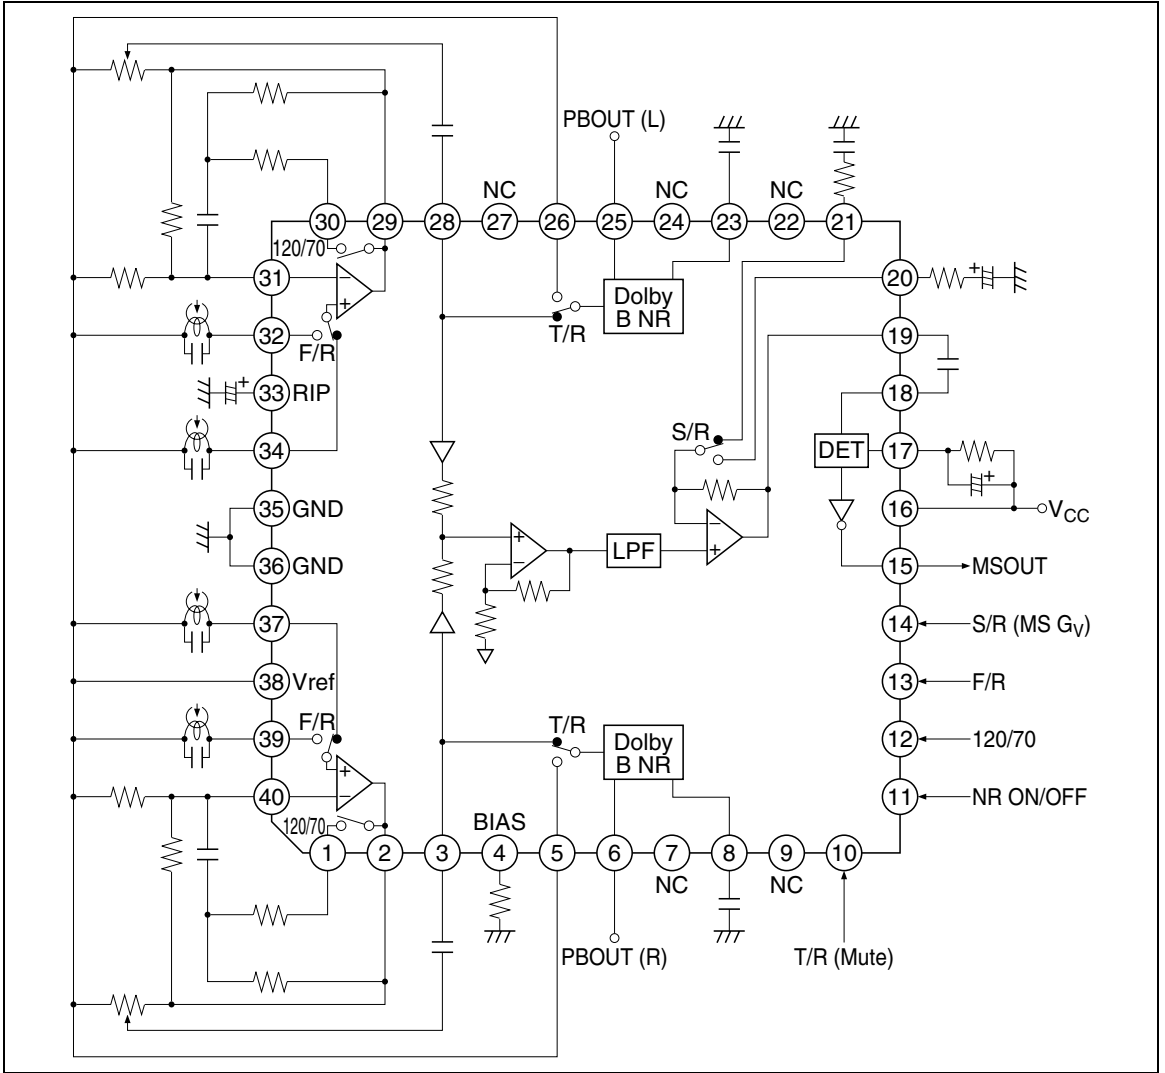 PBOUT (L)
NC
NC
NC
30
29
28
27
26
25
24
23
22
21
120/70
31
+
−
20
+
Dolby
B NR
T/R
32
F/R
19
33
RIP
+
18
34
S/R
DET
17
+
35
GND
16
VCC
36
GND
+
−
LPF
−
+
15
MSOUT
37
14
S/R (MS GV)
38
Vref
13
F/R
39
F/R
T/R
Dolby
B NR
12
120/70
40
+
−
11
NR ON/OFF
120/70
BIAS
1
2
3
4
5
6
7
8
9
10
NC
NC
PBOUT (R)
T/R (Mute)